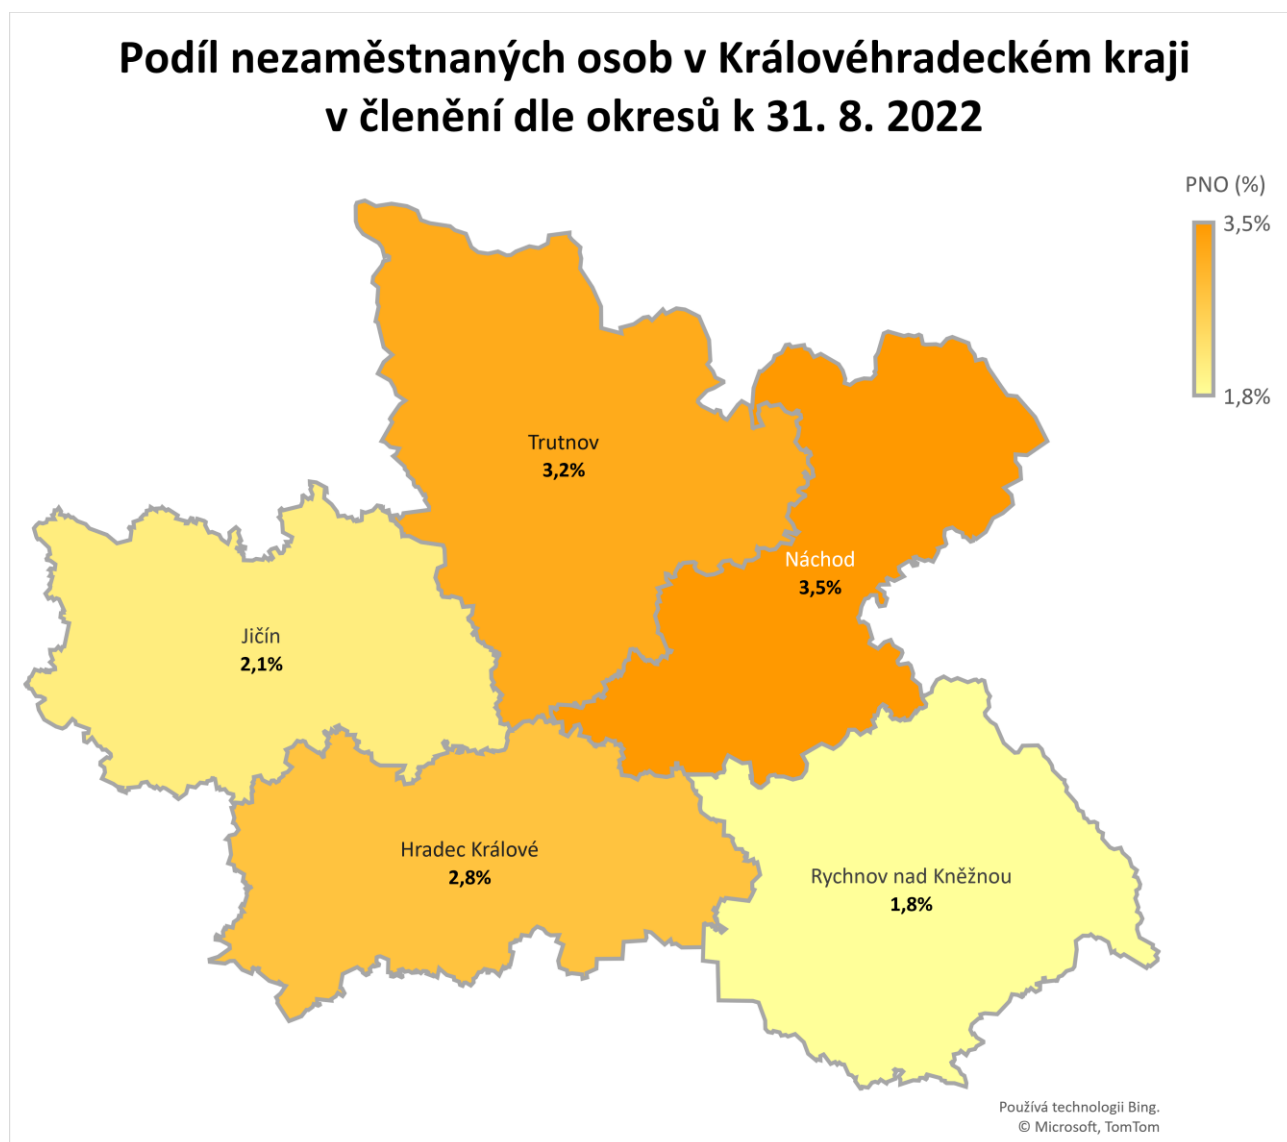 Podíl nezaměstnaných osob v Královéhradeckém kraji
v členění dle okresů k 31. 8. 2022
PNO (%)
3,5%
1,8%
Trutnov
3,2%
Náchod
3,5%
Jičín
2,1%
Hradec Králové
2,8%
Rychnov nad Kněžnou
1,8%
Používá technologii Bing.
© Microsoft, TomTom